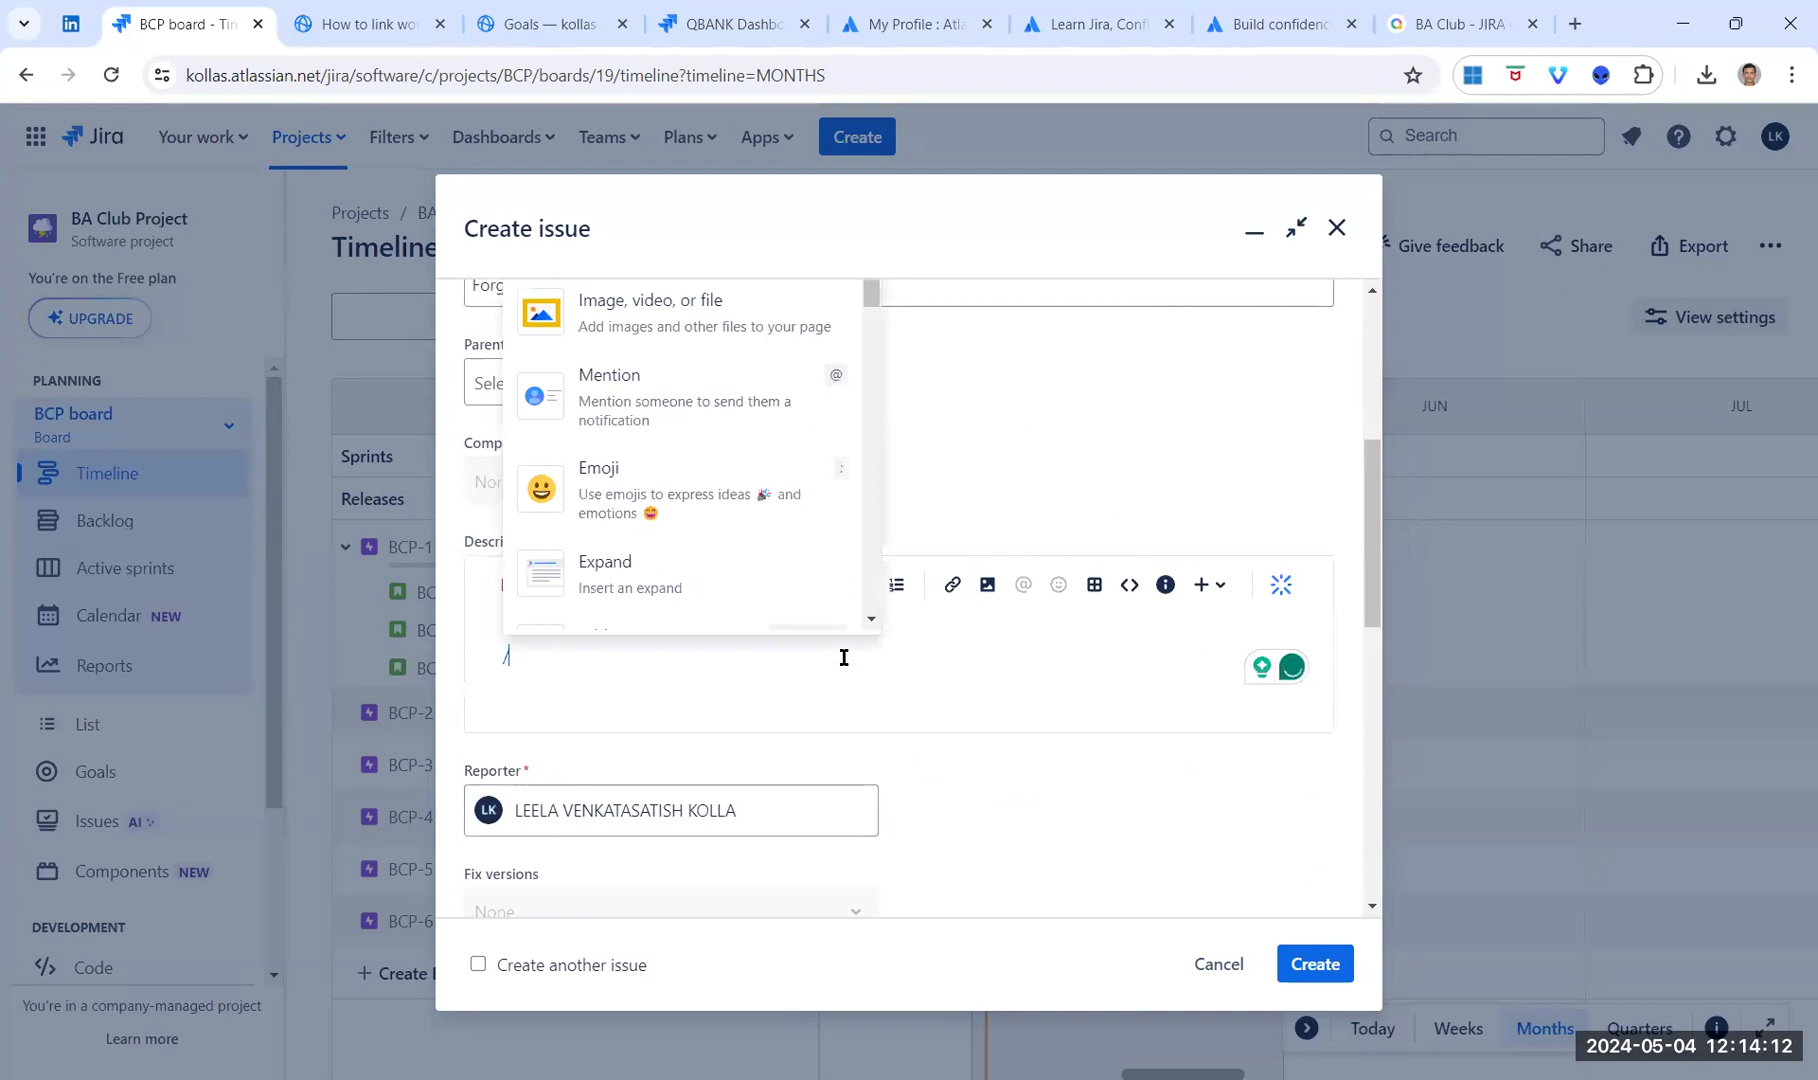 BCP board - Tin
How to link wo
Goals — kollas
QBANK Dashbo
My Profile : Atla
Learn Jira, Confl
Build confidenc
BA Club - JIRA
kollas.atlassian.net/jira/software/c/projects/BCP/boards/19/timeline?timeline=MONTHS
Jira
Your work
Projects
Filters
Dashboards
Teams
Plans
Apps
Create
Search
LK
BA Club Project
Software project
You're on the Free plan
UPGRADE
Projects / BA
Timeline
Give feedback
Share
Export
View settings
PLANNING
BCP board
Board
Timeline
Backlog
Active sprints
Calendar NEW
Reports
List
Goals
Issues AI
Components NEW
DEVELOPMENT
Code
You're in a company-managed project
Learn more
Sprints
Releases
BCP-1
BC
BC
BC
BCP-2
BCP-3
BCP-4
BCP-5
BCP-6
+ Create E
JUN
JUL
Create issue
Forg
Parent
Sele
Comp
Non
Descri
Image, video, or file
Add images and other files to your page
Mention @
Mention someone to send them a
notification
Emoji :
Use emojis to express ideas 🎉 and
emotions 😄
Expand
Insert an expand
/
Reporter*
LK LEELA VENKATASATISH KOLLA
Fix versions
None
Create another issue
Cancel
Create
Today
Weeks
Months
Quarters
2024-05-04 12:14:12